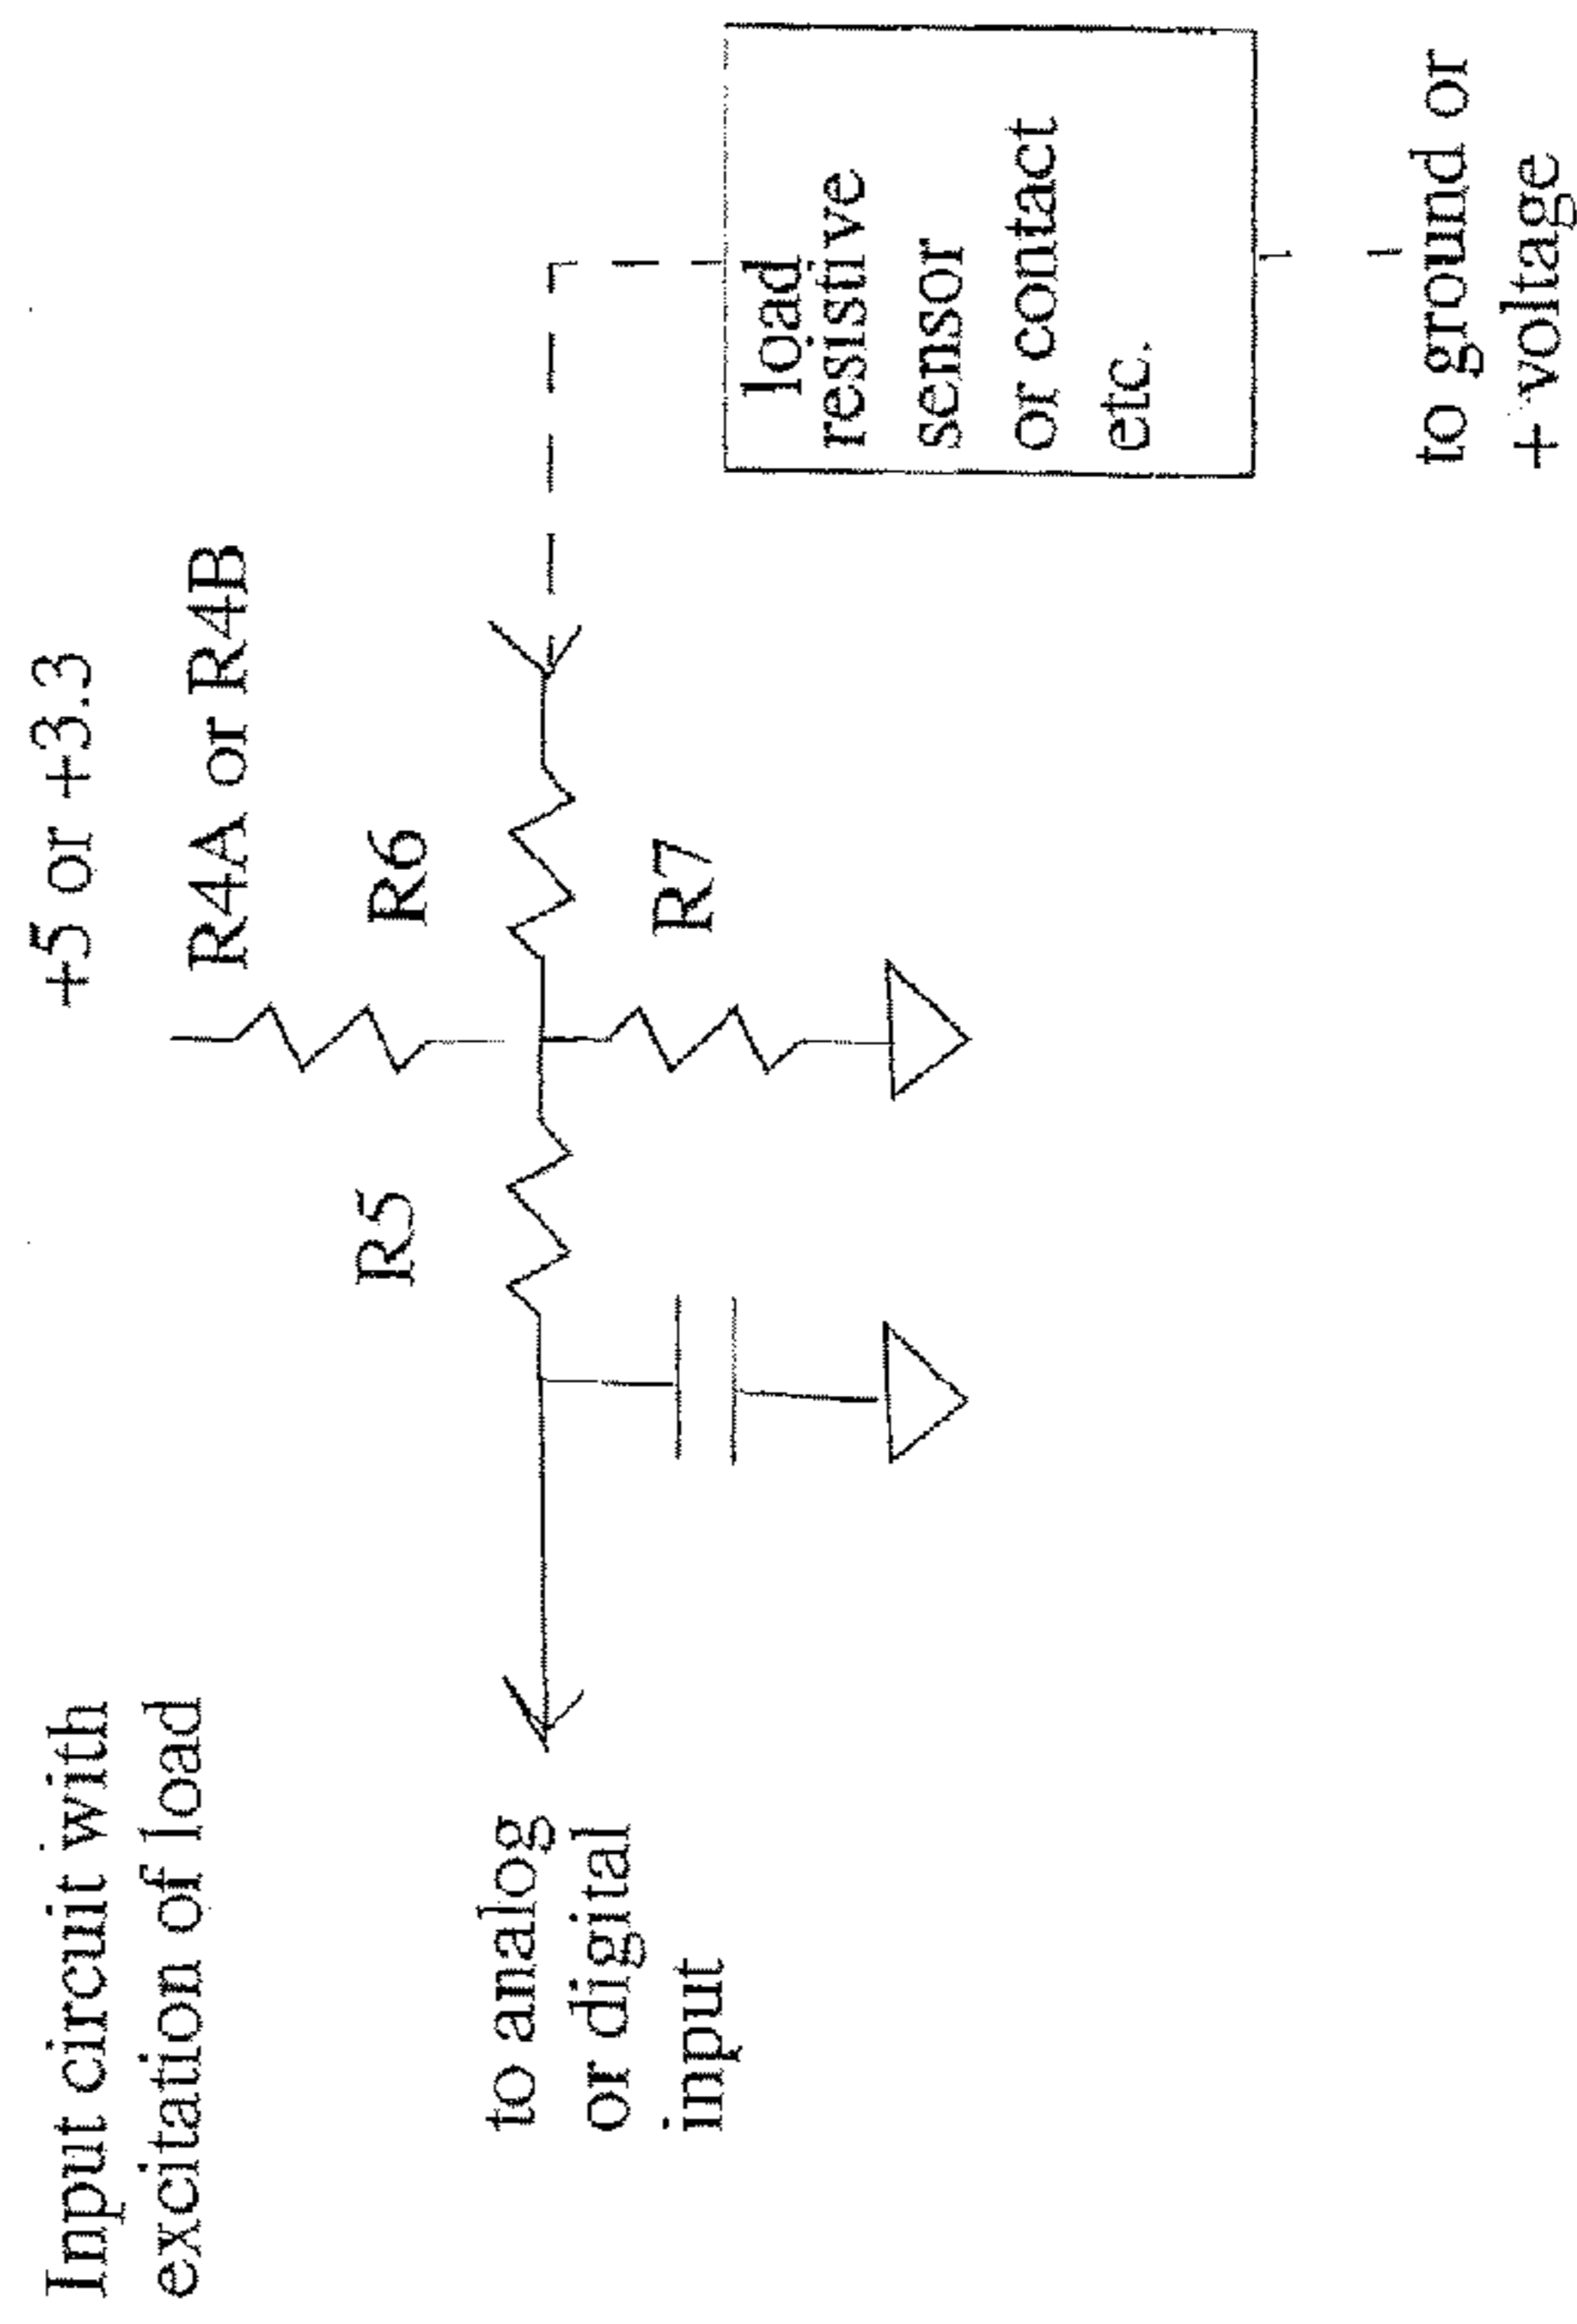 Input circuit with
excitation of load
+5 or +3.3
R4A or R4B
R5
R6
R7
to analog
or digital
input
load
resistive
sensor
or contact
etc.
to ground or
+ voltage